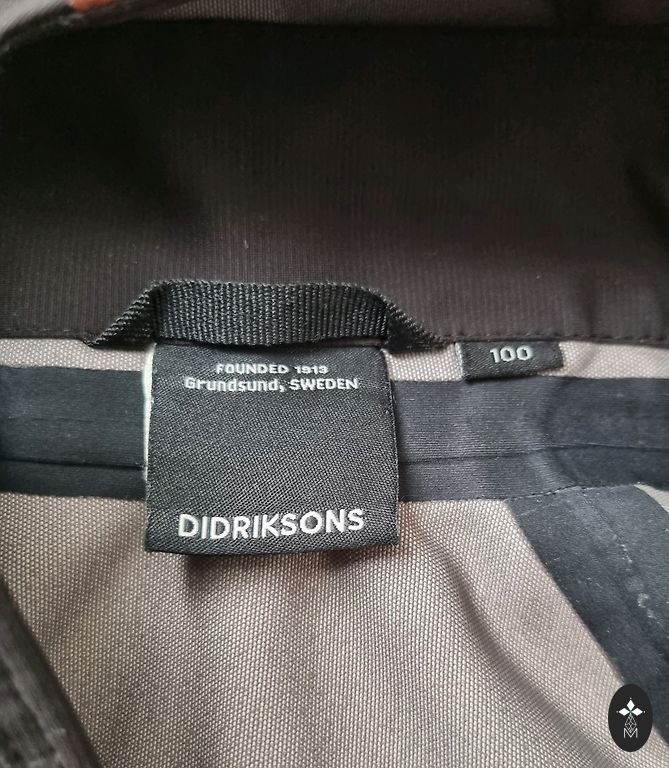 FOUNDED 1913
Grundsund, SWEDEN
DIDRIKSONS
100